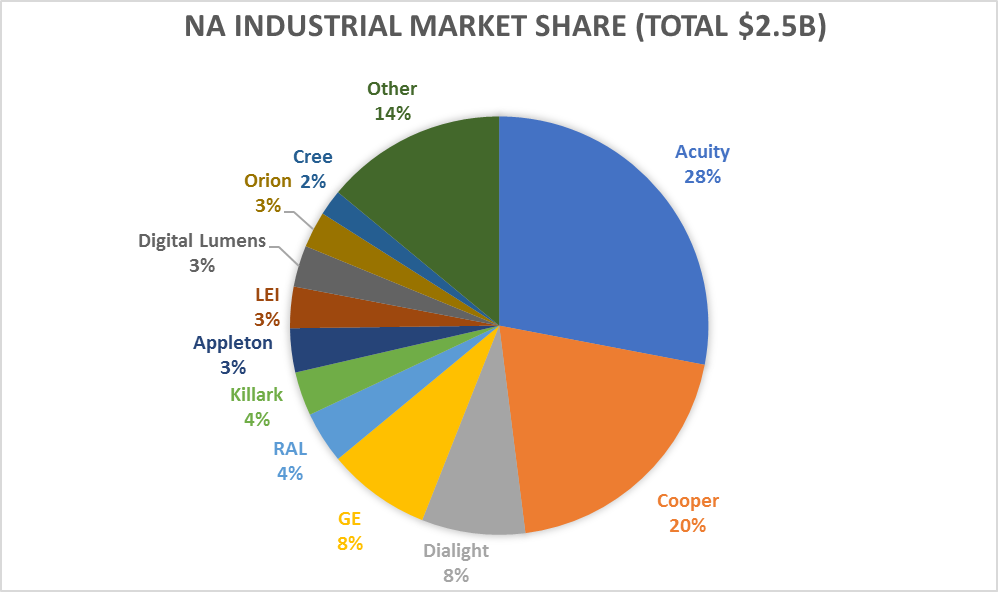 NA INDUSTRIAL MARKET SHARE (TOTAL $2.5B)
Acuity
28%
Cooper
20%
Dialight
8%
GE
8%
RAL
4%
Killark
4%
Appleton
3%
LEI
3%
Digital Lumens
3%
Orion
3%
Cree
2%
Other
14%